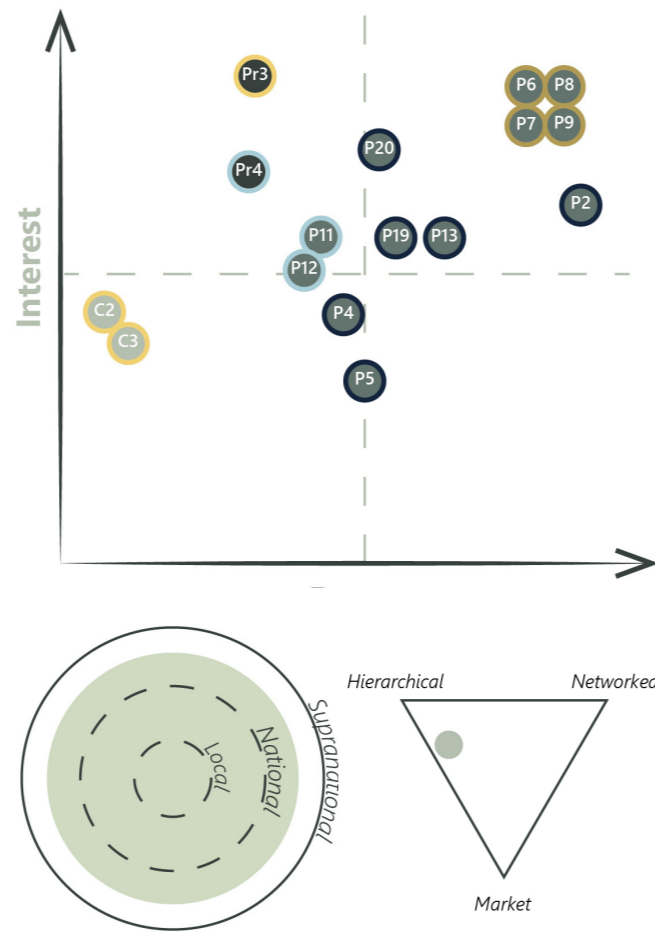 Pr3
P6 P8
P7 P9
P20
Pr4
P2
P11 P19 P13
P12
Interest
C2
P4
C3
P5
Hierarchical Networked
Supranational
National
Local
Market